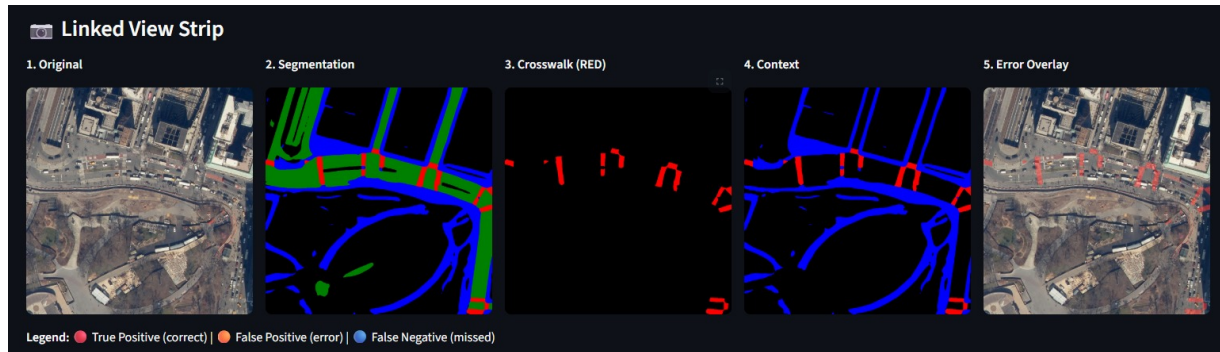 Linked View Strip
1. Original
2. Segmentation
3. Crosswalk (RED)
4. Context
5. Error Overlay
Legend: True Positive (correct) | False Positive (error) | False Negative (missed)